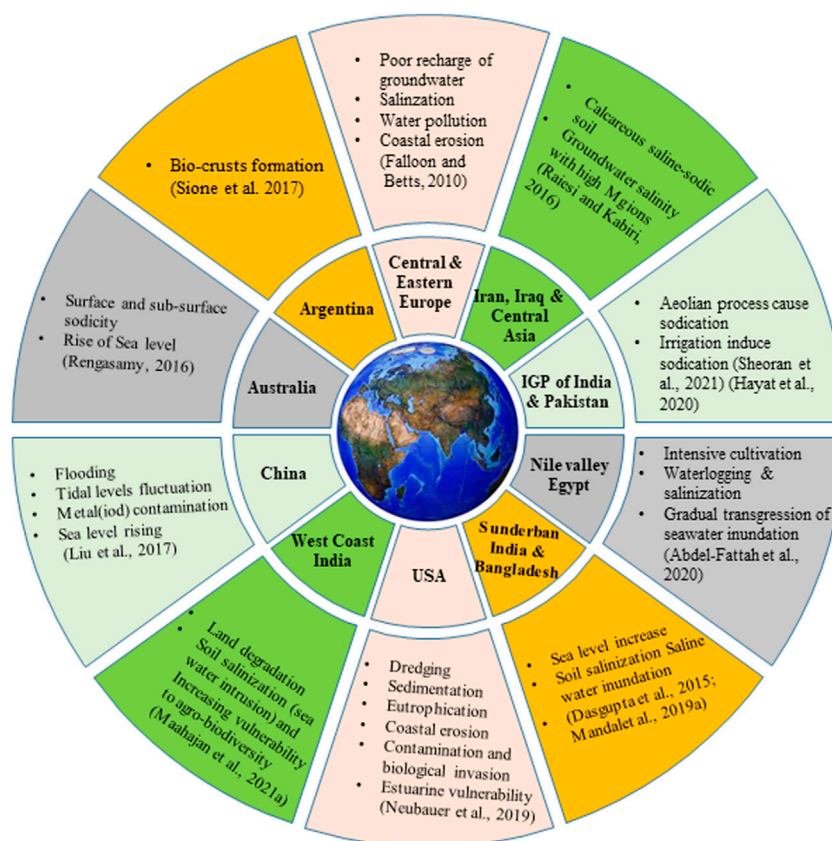 • Poor recharge of
groundwater
• Salinzation
• Water pollution
• Coastal erosion
(Falloon and
Betts, 2010)
Central &
Eastern
Europe
• Calcareous saline-sodic
soil
• Groundwater salinity
with high Mg ions
(Raiesi and Kabiri,
2016)
Iran, Iraq &
Central
Asia
• Aeolian process cause
sodication
• Irrigation induce
sodication (Sheoran
et al., 2021) (Hayat et al.,
2020)
IGP of India
& Pakistan
• Intensive cultivation
• Waterlogging &
salinization
• Gradual transgression of
seawater inundation
(Abdel-Fattah et al.,
2020)
Nile valley
Egypt
• Sea level increase
• Soil salinization Saline
water inundation
• (Dasgupta et al., 2015;
Mandalet al., 2019a)
Sunderban
India &
Bangladesh
• Dredging
• Sedimentation
• Eutrophication
• Coastal erosion
• Contamination and
biological invasion
• Estuarine vulnerability
(Neubauer et al., 2019)
USA
• Land degradation
• Soil salinization (sea
water intrusion) and
Increasing vulnerability
to agro-biodiversity
(Maahajan et al., 2021a)
West Coast
India
• Flooding
• Tidal levels fluctuation
• Metal(iod) contamination
• Sea level rising
(Liu et al., 2017)
China
• Surface and sub-surface
sodicity
• Rise of Sea level
(Rengasamy, 2016)
Australia
• Bio-crusts formation
(Sione et al. 2017)
Argentina